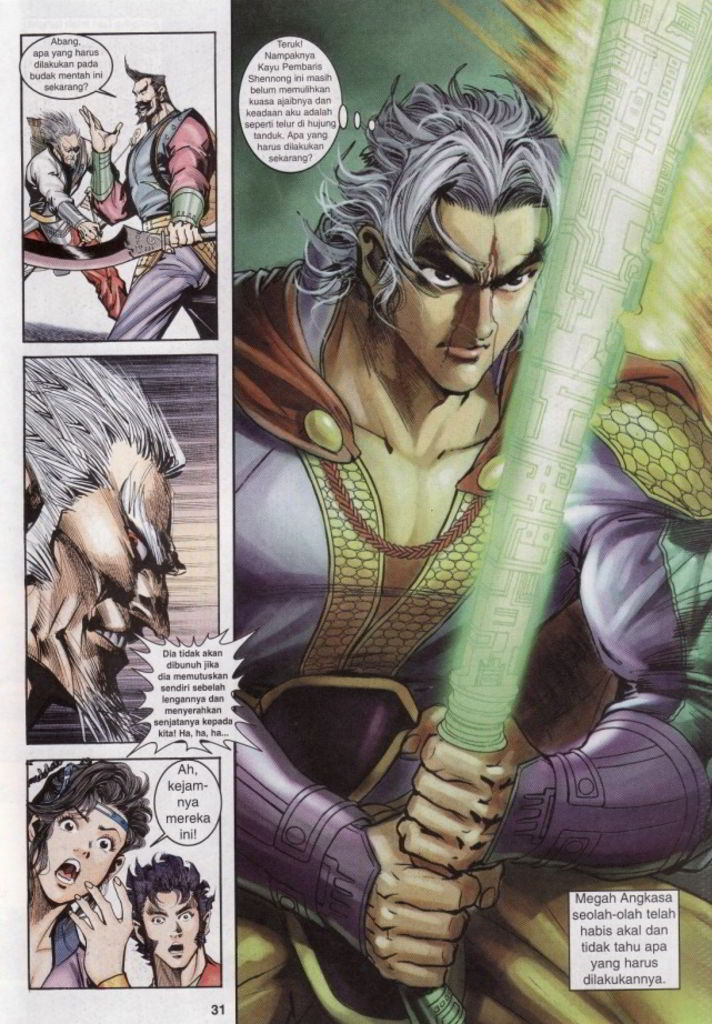 Abang,
apa yang harus
dilakukan pada
budak mentah ini
sekarang?
Dia tidak akan
dibunuh jika
dia memutuskan
sendiri sebelah
lengannya dan
menyerahkan
senjatanya kepada
kita! Ha, ha, ha...
Ah,
kejam-
nya
mereka
ini!
Teruk!
Nampaknya
Kayu Pembaris
Shennong ini masih
belum memulihkan
kuasa ajaibnya dan
keadaan aku adalah
seperti telur di hujung
tanduk. Apa yang
harus dilakukan
sekarang?
Megah Angkasa
seolah-olah telah
habis akal dan
tidak tahu apa
yang harus
dilakukannya.
31